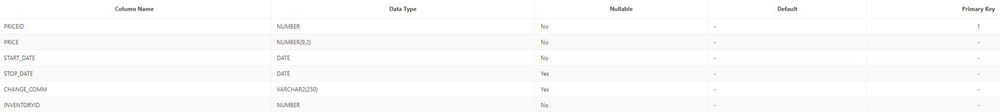 Column Name Data Type Nullable Default Primary Key
PRICEID NUMBER No - 1
PRICE NUMBER(9,2) No - -
START_DATE DATE No - -
STOP_DATE DATE Yes - -
CHANGE_COMM VARCHAR2(250) Yes - -
INVENTORYID NUMBER No - -